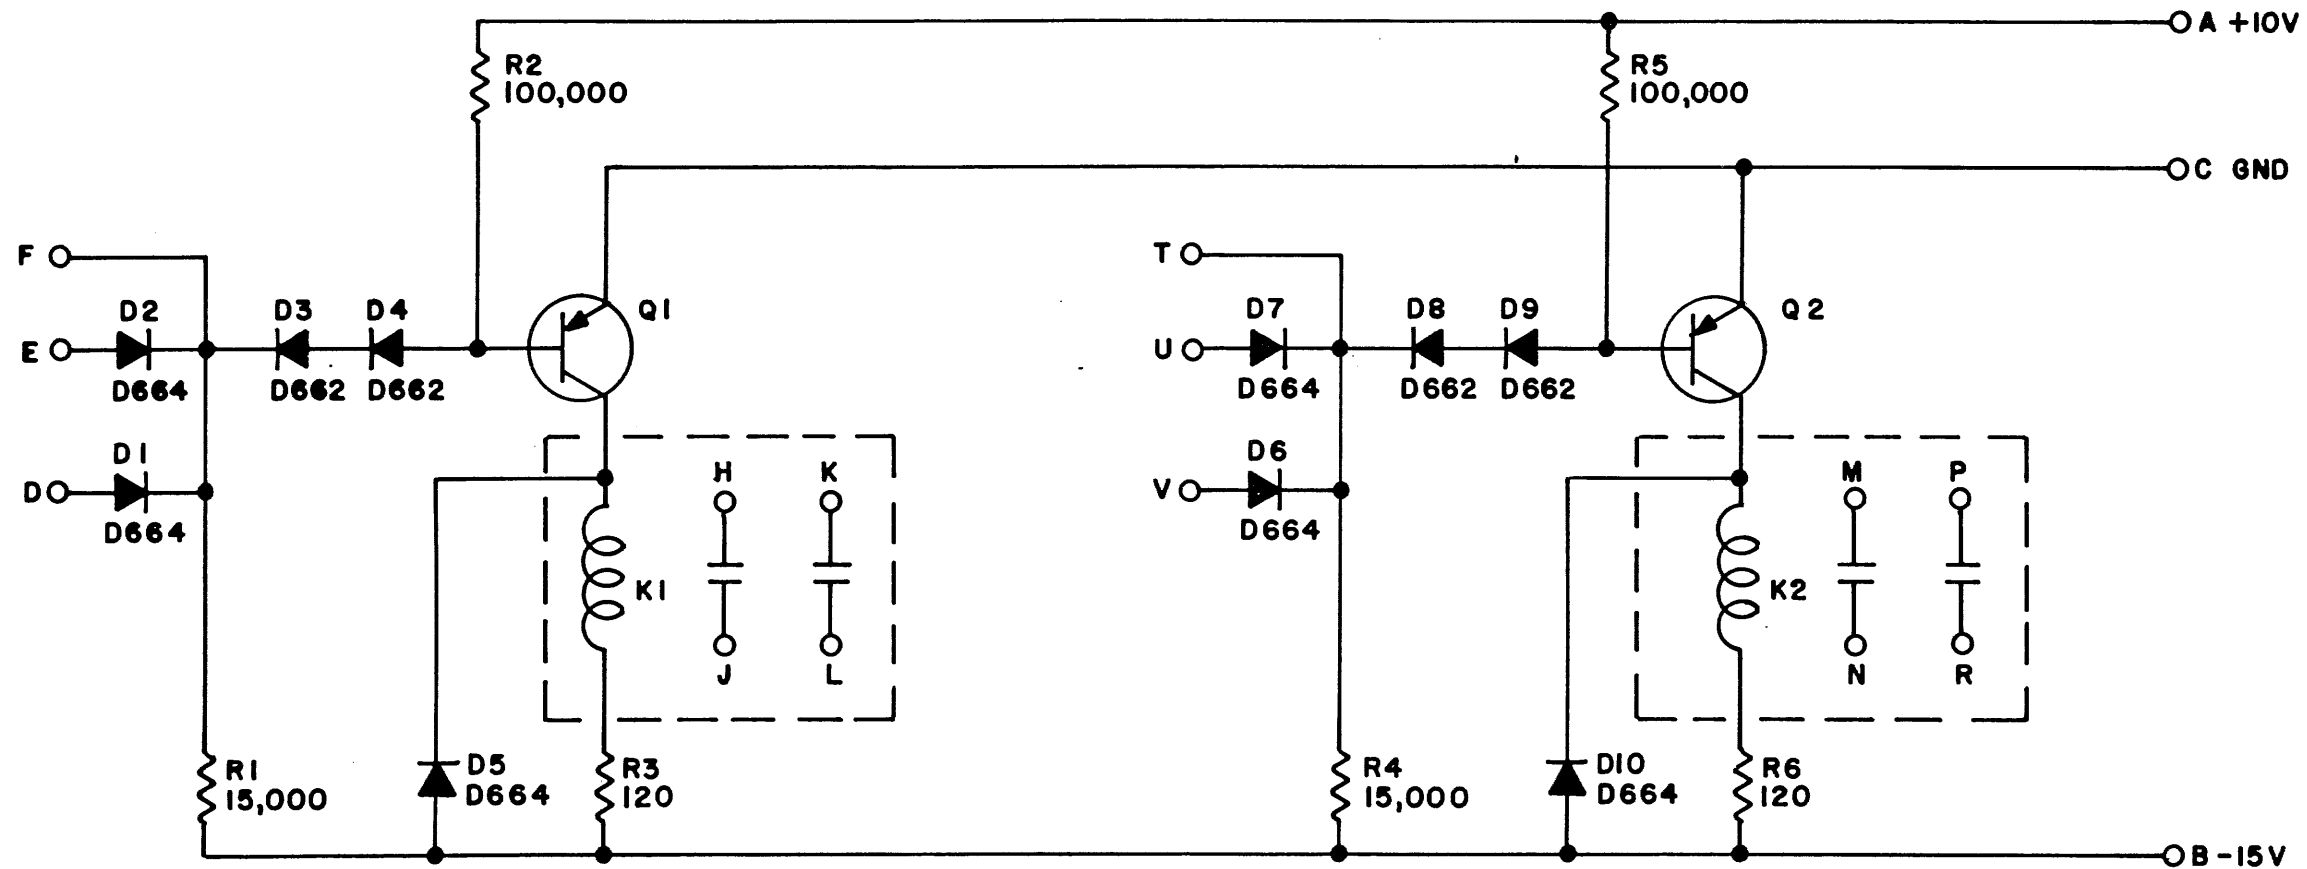 A +10V
R2
100,000
R5
100,000
C GND
F
D2
D3
D4
Q1
E
D664
D662
D662
D1
D
D664
H
K
K1
J
L
R1
15,000
D5
D664
R3
120
T
D7
D8
D9
Q2
U
D664
D662
D662
D6
V
D664
M
P
K2
N
R
R4
15,000
D10
D664
R6
120
B -15V